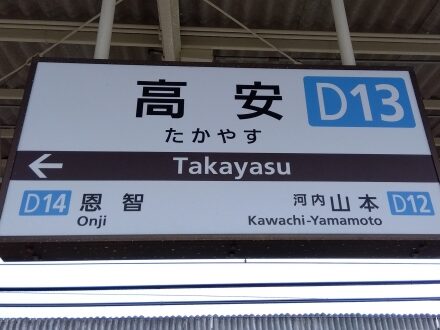 高安 D13
たかやす
Takayasu
D14 恩智 河内山本 D12
Onji Kawachi-Yamamoto